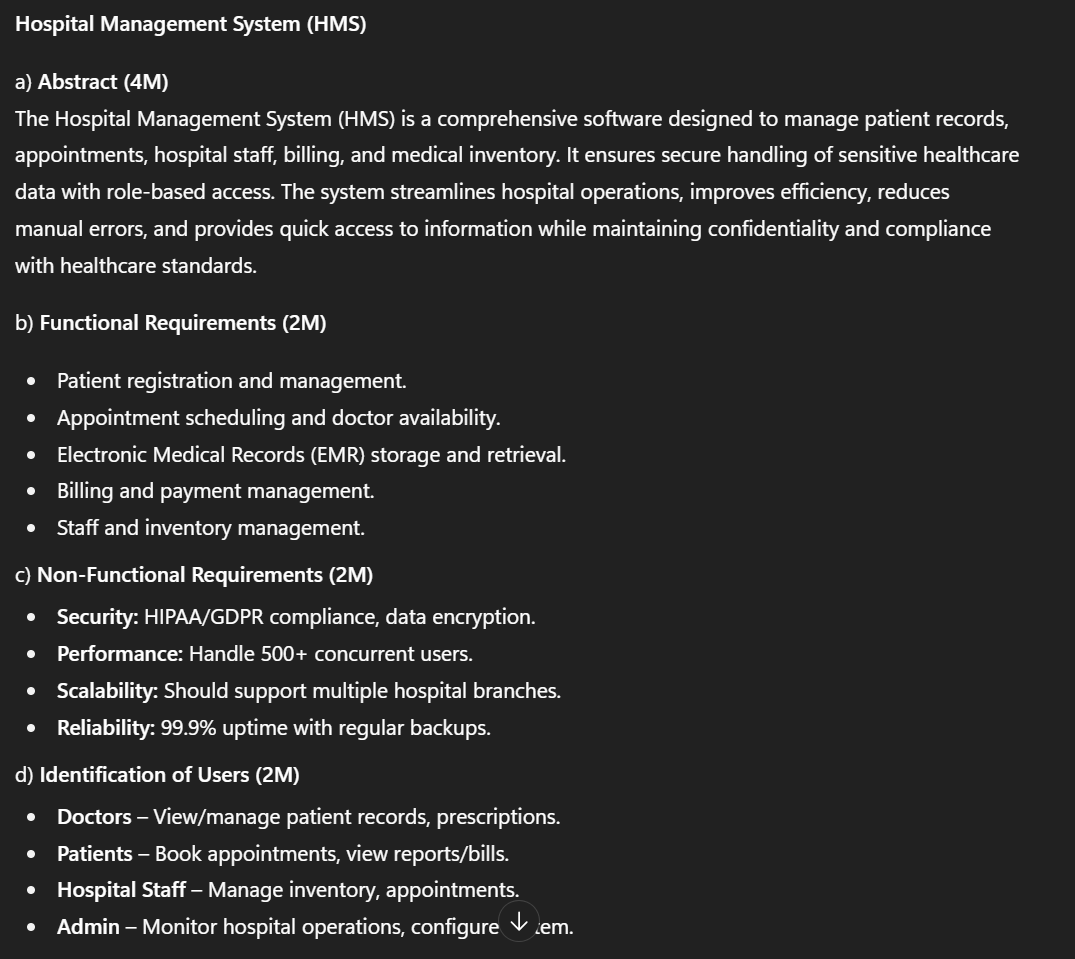 Hospital Management System (HMS)
a) Abstract (4M)
The Hospital Management System (HMS) is a comprehensive software designed to manage patient records,
appointments, hospital staff, billing, and medical inventory. It ensures secure handling of sensitive healthcare
data with role-based access. The system streamlines hospital operations, improves efficiency, reduces
manual errors, and provides quick access to information while maintaining confidentiality and compliance
with healthcare standards.
b) Functional Requirements (2M)
• Patient registration and management.
• Appointment scheduling and doctor availability.
• Electronic Medical Records (EMR) storage and retrieval.
• Billing and payment management.
• Staff and inventory management.
c) Non-Functional Requirements (2M)
• Security: HIPAA/GDPR compliance, data encryption.
• Performance: Handle 500+ concurrent users.
• Scalability: Should support multiple hospital branches.
• Reliability: 99.9% uptime with regular backups.
d) Identification of Users (2M)
• Doctors – View/manage patient records, prescriptions.
• Patients – Book appointments, view reports/bills.
• Hospital Staff – Manage inventory, appointments.
• Admin – Monitor hospital operations, configure